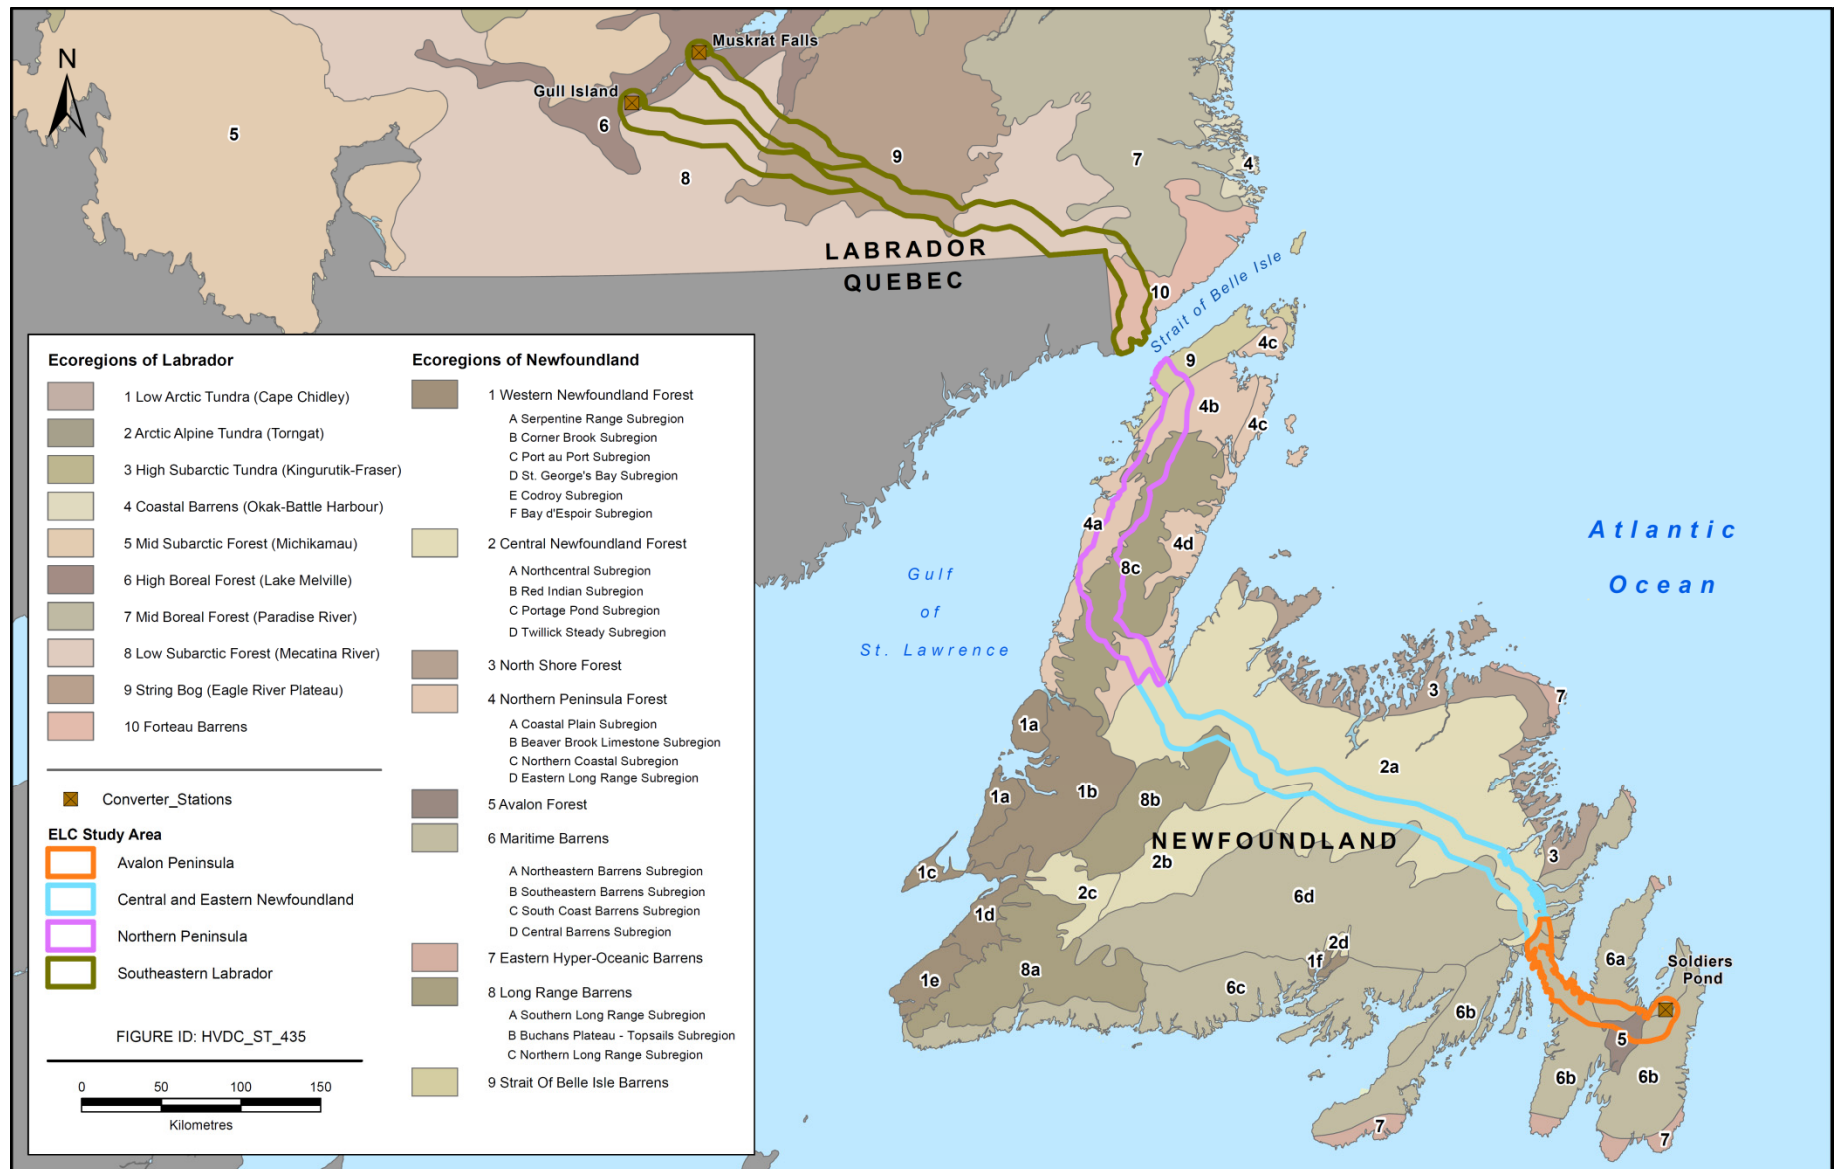 N
Muskrat Falls
Gull Island
5
6
8
9
7
4
10
LABRADOR
QUEBEC
Strait of Belle Isle
9
4c
4b
4c
4a
4d
8c
Gulf
of
St. Lawrence
Atlantic
Ocean
3
7
1a
2a
1a
1b
8b
NEWFOUNDLAND
2b
3
1c
2c
6d
1d
2d
1f
8a
1e
6c
6b
6a
Soldiers
Pond
5
6b
6b
7
7
Ecoregions of Labrador
1 Low Arctic Tundra (Cape Chidley)
2 Arctic Alpine Tundra (Torngat)
3 High Subarctic Tundra (Kingurutik-Fraser)
4 Coastal Barrens (Okak-Battle Harbour)
5 Mid Subarctic Forest (Michikamau)
6 High Boreal Forest (Lake Melville)
7 Mid Boreal Forest (Paradise River)
8 Low Subarctic Forest (Mecatina River)
9 String Bog (Eagle River Plateau)
10 Forteau Barrens
Converter_Stations
ELC Study Area
Avalon Peninsula
Central and Eastern Newfoundland
Northern Peninsula
Southeastern Labrador
FIGURE ID: HVDC_ST_435
0 50 100 150
Kilometres
Ecoregions of Newfoundland
1 Western Newfoundland Forest
A Serpentine Range Subregion
B Corner Brook Subregion
C Port au Port Subregion
D St. George's Bay Subregion
E Codroy Subregion
F Bay d'Espoir Subregion
2 Central Newfoundland Forest
A Northcentral Subregion
B Red Indian Subregion
C Portage Pond Subregion
D Twillick Steady Subregion
3 North Shore Forest
4 Northern Peninsula Forest
A Coastal Plain Subregion
B Beaver Brook Limestone Subregion
C Northern Coastal Subregion
D Eastern Long Range Subregion
5 Avalon Forest
6 Maritime Barrens
A Northeastern Barrens Subregion
B Southeastern Barrens Subregion
C South Coast Barrens Subregion
D Central Barrens Subregion
7 Eastern Hyper-Oceanic Barrens
8 Long Range Barrens
A Southern Long Range Subregion
B Buchans Plateau - Topsails Subregion
C Northern Long Range Subregion
9 Strait Of Belle Isle Barrens